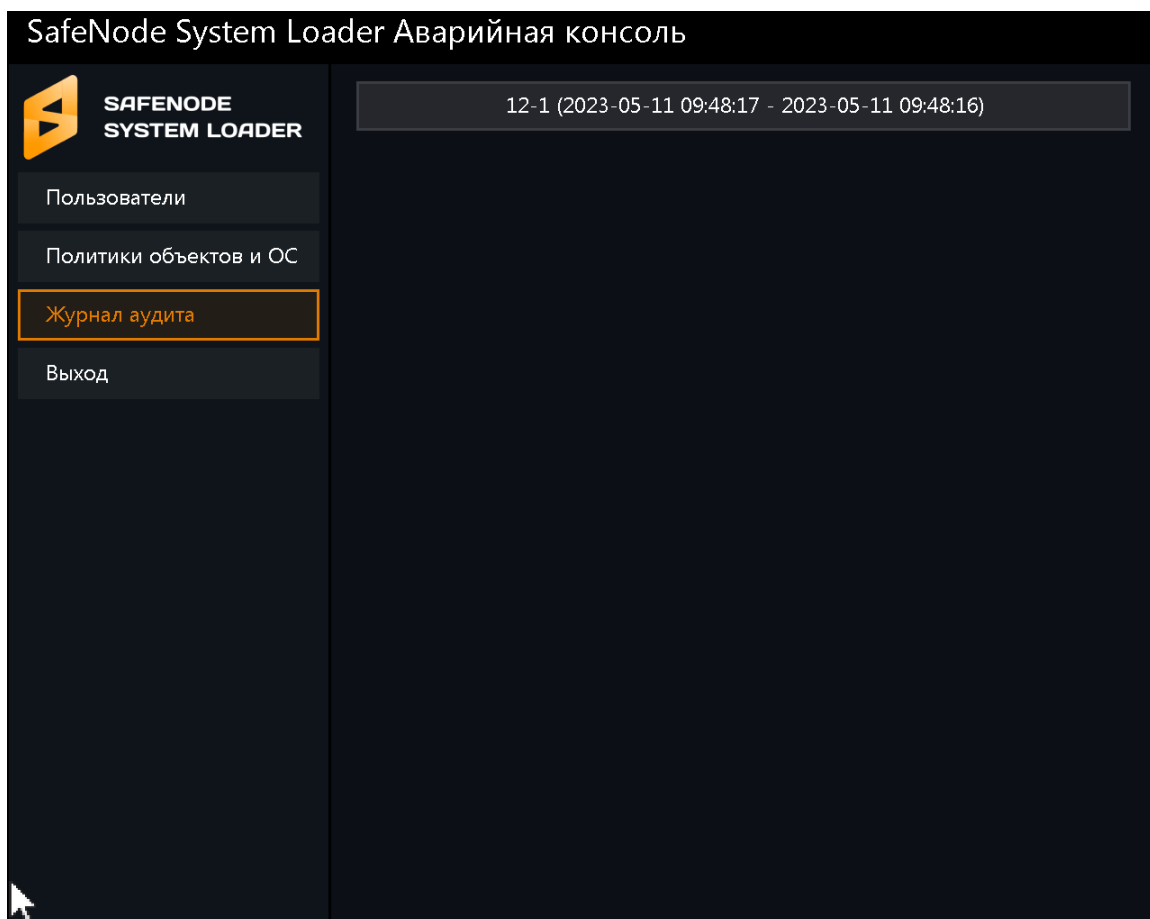 SafeNode System Loader Аварийная консоль
SAFENODE
SYSTEM LOADER
Пользователи
Политики объектов и ОС
Журнал аудита
Выход
12-1 (2023-05-11 09:48:17 - 2023-05-11 09:48:16)